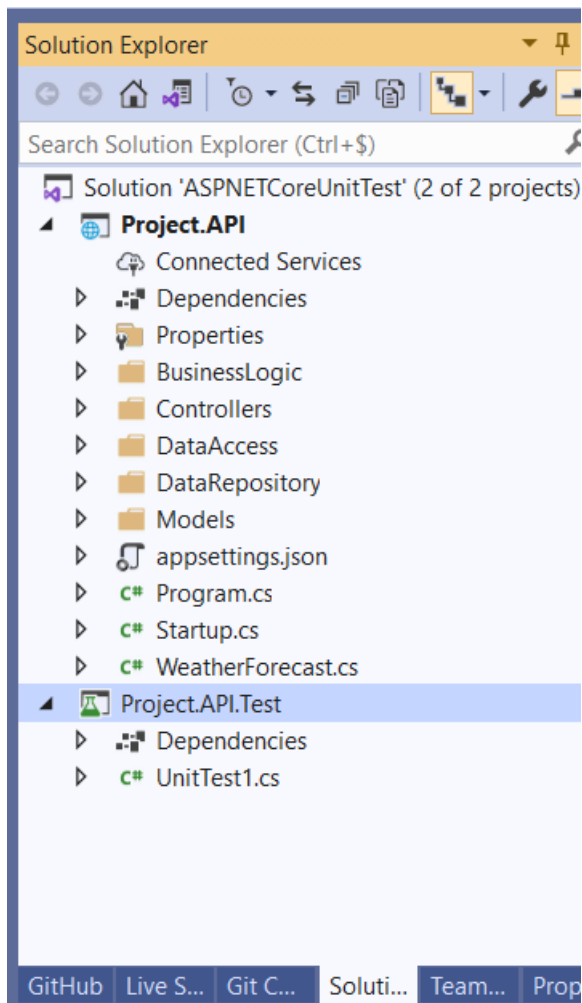 Solution Explorer
Search Solution Explorer (Ctrl+$)
Solution 'ASPNETCoreUnitTest' (2 of 2 projects)
Project.API
Connected Services
Dependencies
Properties
BusinessLogic
Controllers
DataAccess
DataRepository
Models
appsettings.json
C# Program.cs
C# Startup.cs
C# WeatherForecast.cs
Project.API.Test
Dependencies
C# UnitTest1.cs
GitHub Live S... Git C... Soluti... Team... Prop